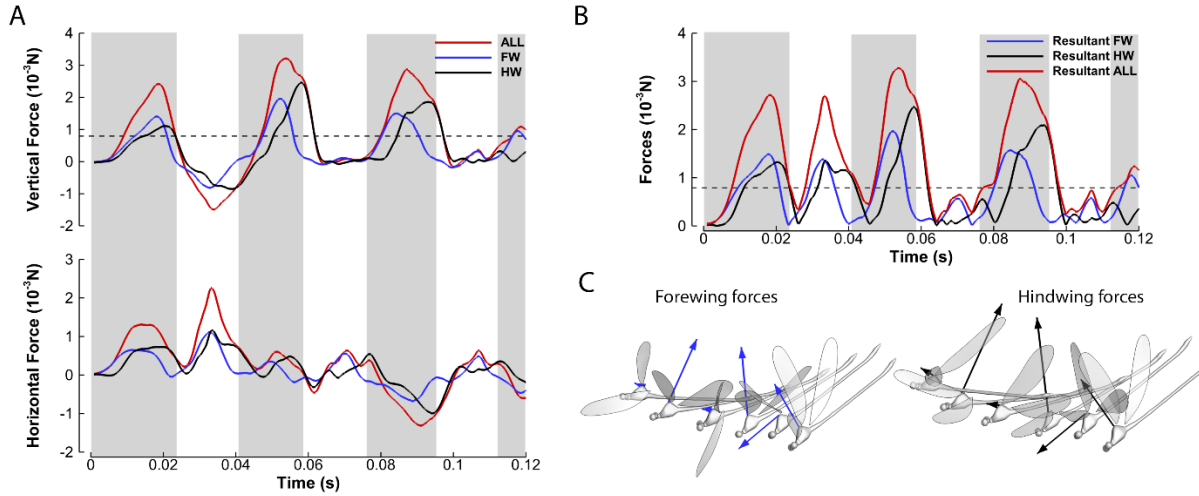 A
Vertical Force (10⁻³N)
4
3
2
1
0
-1
-2
ALL
FW
HW
Horizontal Force (10⁻³N)
3
2
1
0
-1
-2
0
0.02
0.04
0.06
0.08
0.1
0.12
Time (s)
B
Forces (10⁻³N)
4
3
2
1
0
Resultant FW
Resultant HW
Resultant ALL
0
0.02
0.04
0.06
0.08
0.1
0.12
Time (s)
C
Forewing forces
Hindwing forces